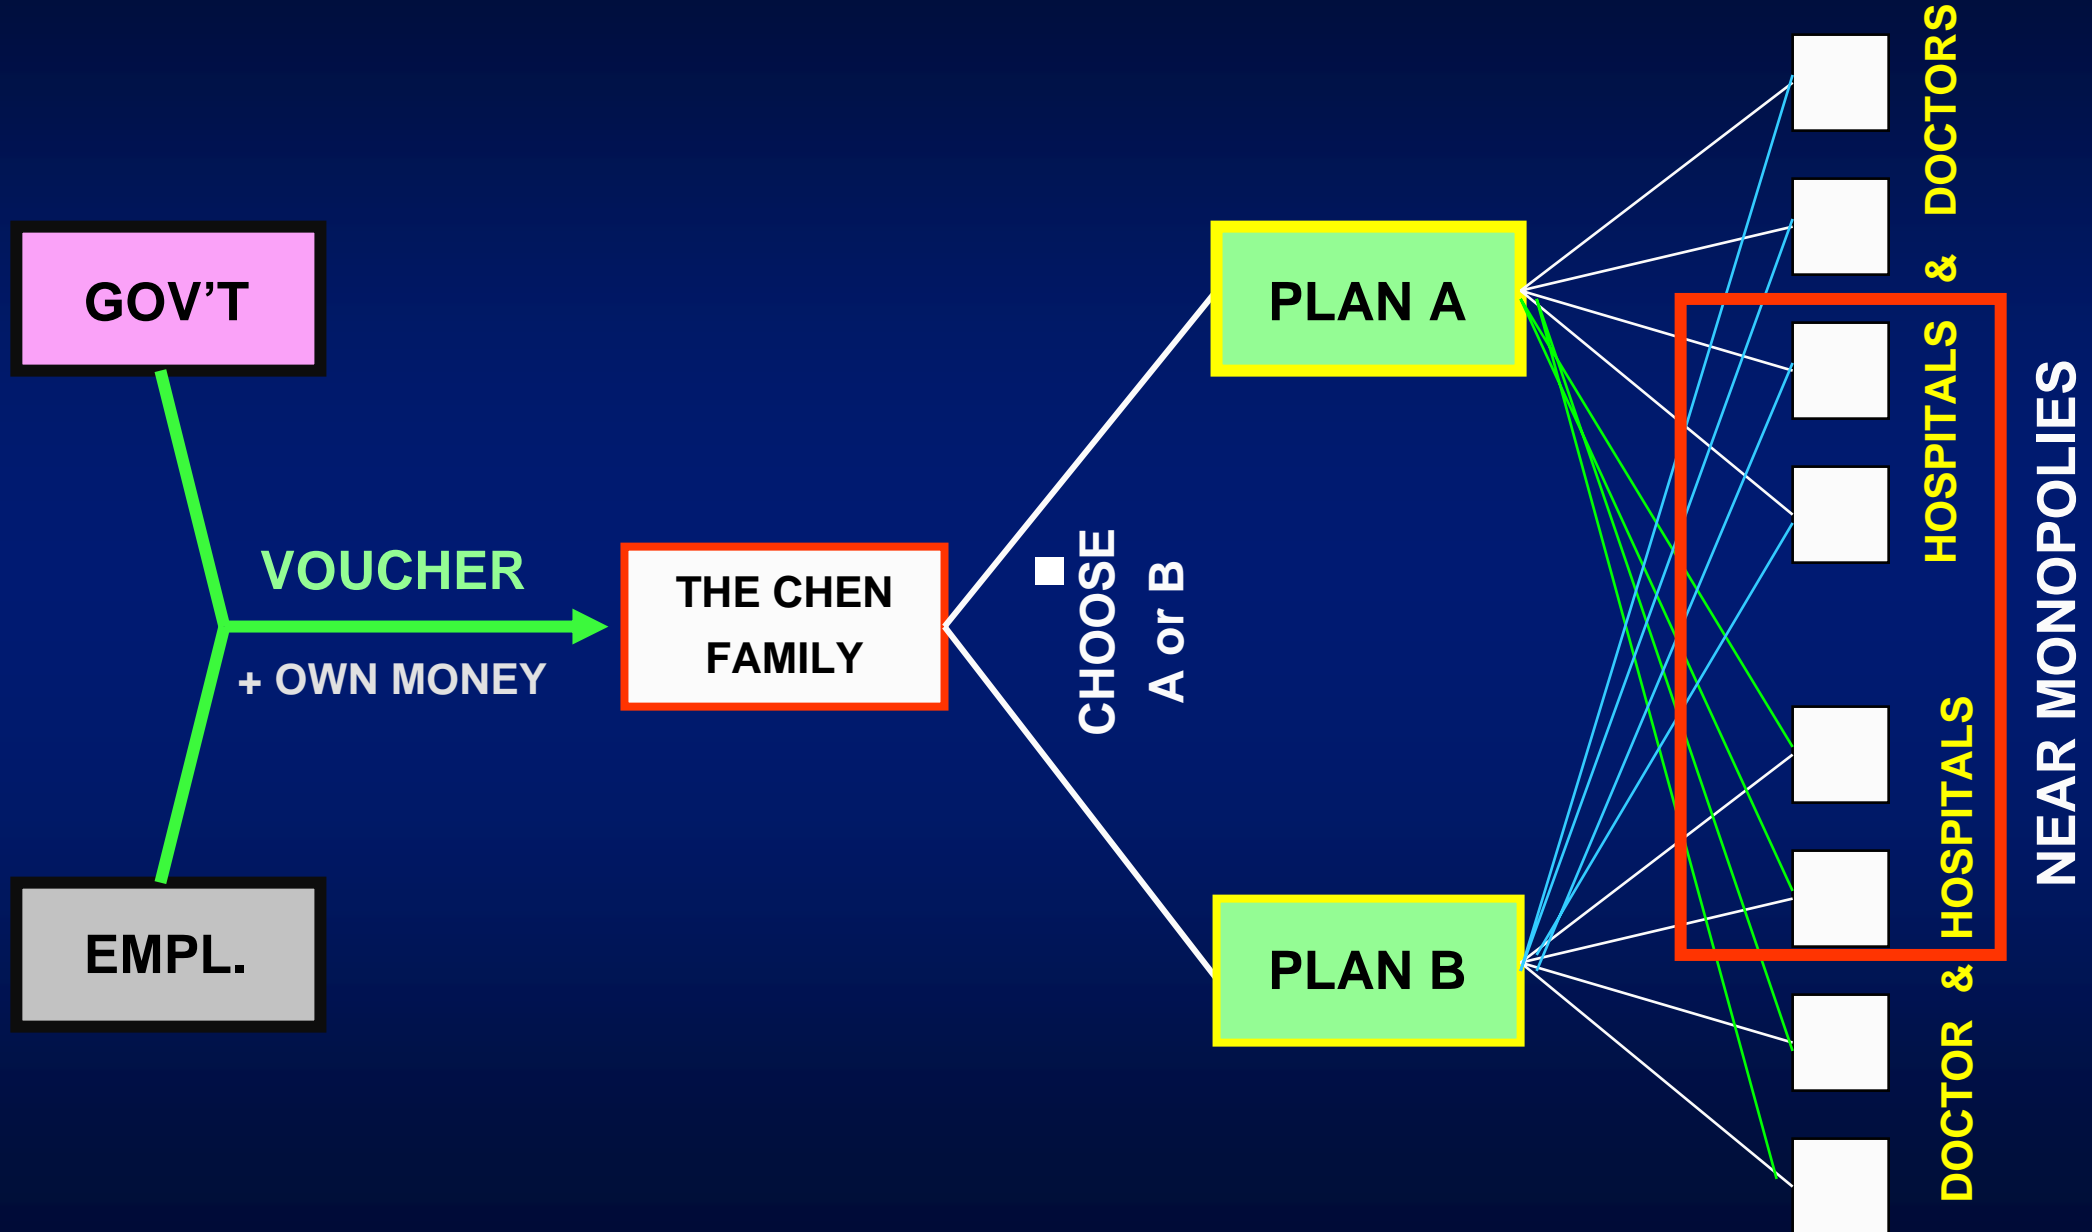 GOV’T
VOUCHER
+ OWN MONEY
EMPL.
THE CHEN
FAMILY
CHOOSE
A or B
PLAN A
PLAN B
HOSPITALS & DOCTORS
DOCTOR & HOSPITALS
NEAR MONOPOLIES